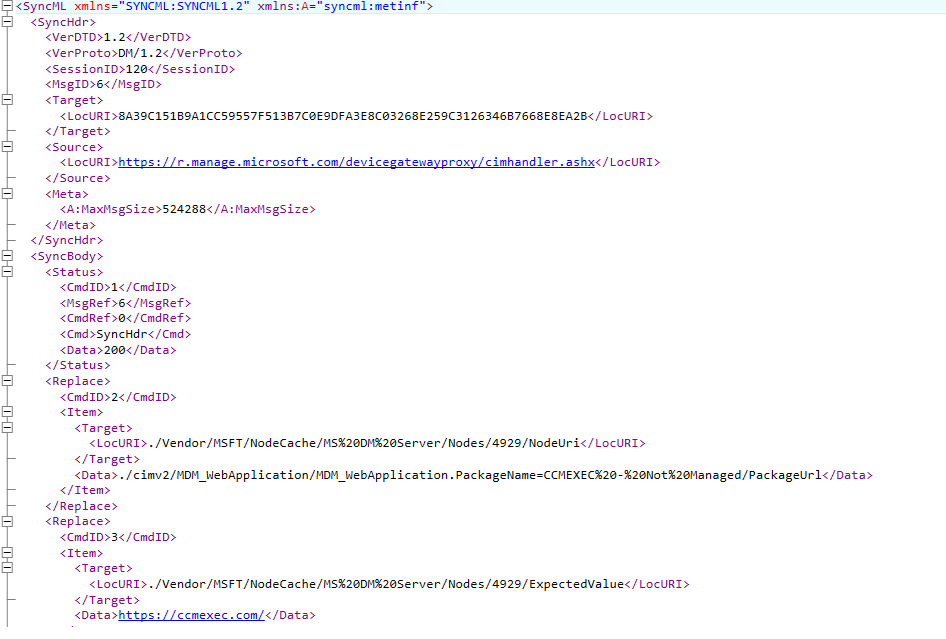 <SyncML xmlns="SYNCML:SYNCML1.2" xmlns:A="syncml:metinf">
<SyncHdr>
<VerDTD>1.2</VerDTD>
<VerProto>DM/1.2</VerProto>
<SessionID>120</SessionID>
<MsgID>6</MsgID>
<Target>
<LocURI>8A39C151B9A1CC59557F513B7C0E9DFA3E8C03268E259C3126346B7668E8EA2B</LocURI>
</Target>
<Source>
<LocURI>https://r.manage.microsoft.com/devicegatewayproxy/cimhandler.ashx</LocURI>
</Source>
<Meta>
<A:MaxMsgSize>524288</A:MaxMsgSize>
</Meta>
</SyncHdr>
<SyncBody>
<Status>
<CmdID>1</CmdID>
<MsgRef>6</MsgRef>
<CmdRef>0</CmdRef>
<Cmd>SyncHdr</Cmd>
<Data>200</Data>
</Status>
<Replace>
<CmdID>2</CmdID>
<Item>
<Target>
<LocURI>./Vendor/MSFT/NodeCache/MS%20DM%20Server/Nodes/4929/NodeUri</LocURI>
</Target>
<Data>./cimv2/MDM_WebApplication/MDM_WebApplication.PackageName=CCMEXEC%20-%20Not%20Managed/PackageUrl</Data>
</Item>
</Replace>
<Replace>
<CmdID>3</CmdID>
<Item>
<Target>
<LocURI>./Vendor/MSFT/NodeCache/MS%20DM%20Server/Nodes/4929/ExpectedValue</LocURI>
</Target>
<Data>https://ccmexec.com/</Data>